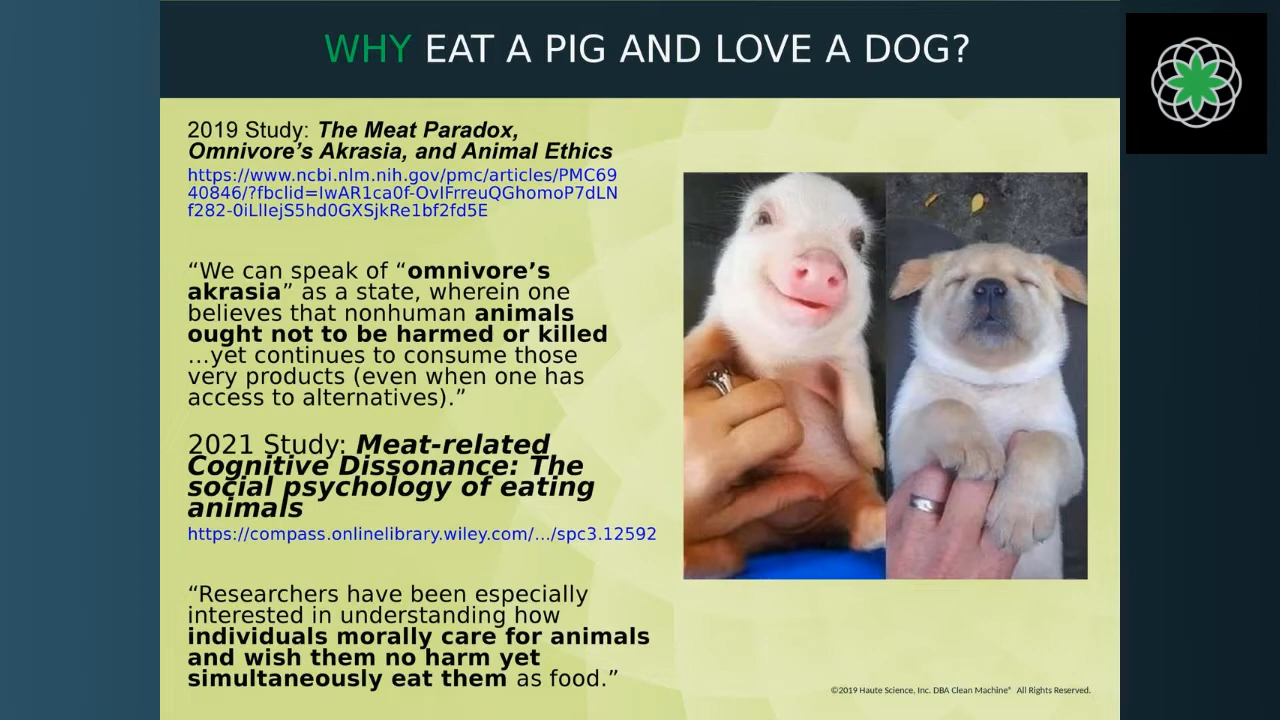 WHY EAT A PIG AND LOVE A DOG?
2019 Study: The Meat Paradox,
Omnivore’s Akrasia, and Animal Ethics
https://www.ncbi.nlm.nih.gov/pmc/articles/PMC69
40846/?fbclid=IwAR1ca0f-OvIFrreuQGhomoP7dLN
f282-0iLlIejS5hd0GXSjkRe1bf2fd5E
“We can speak of “omnivore’s
akrasia” as a state, wherein one
believes that nonhuman animals
ought not to be harmed or killed
…yet continues to consume those
very products (even when one has
access to alternatives).”
2021 Study: Meat-related
Cognitive Dissonance: The
social psychology of eating
animals
https://compass.onlinelibrary.wiley.com/…/spc3.12592
“Researchers have been especially
interested in understanding how
individuals morally care for animals
and wish them no harm yet
simultaneously eat them as food.”
©2019 Haute Science, Inc. DBA Clean Machine® All Rights Reserved.